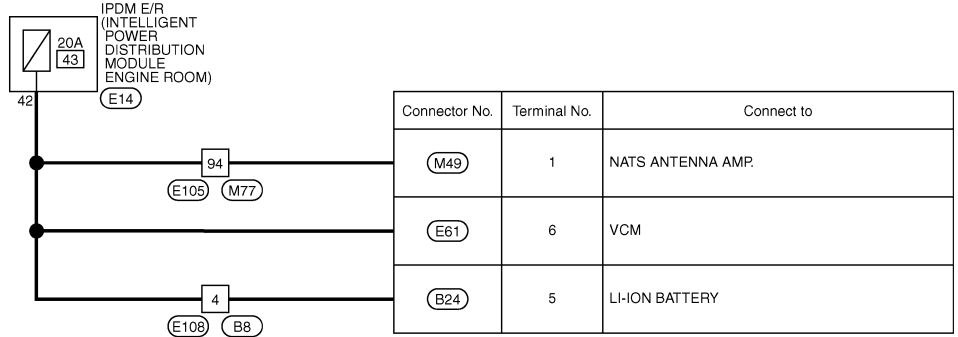 IPDM E/R
(INTELLIGENT
POWER
DISTRIBUTION
MODULE
ENGINE ROOM)
20A
43
42
E14
Connector No. Terminal No. Connect to
94
M49 1 NATS ANTENNA AMP.
E105 M77
E61 6 VCM
4
B24 5 LI-ION BATTERY
E108 B8